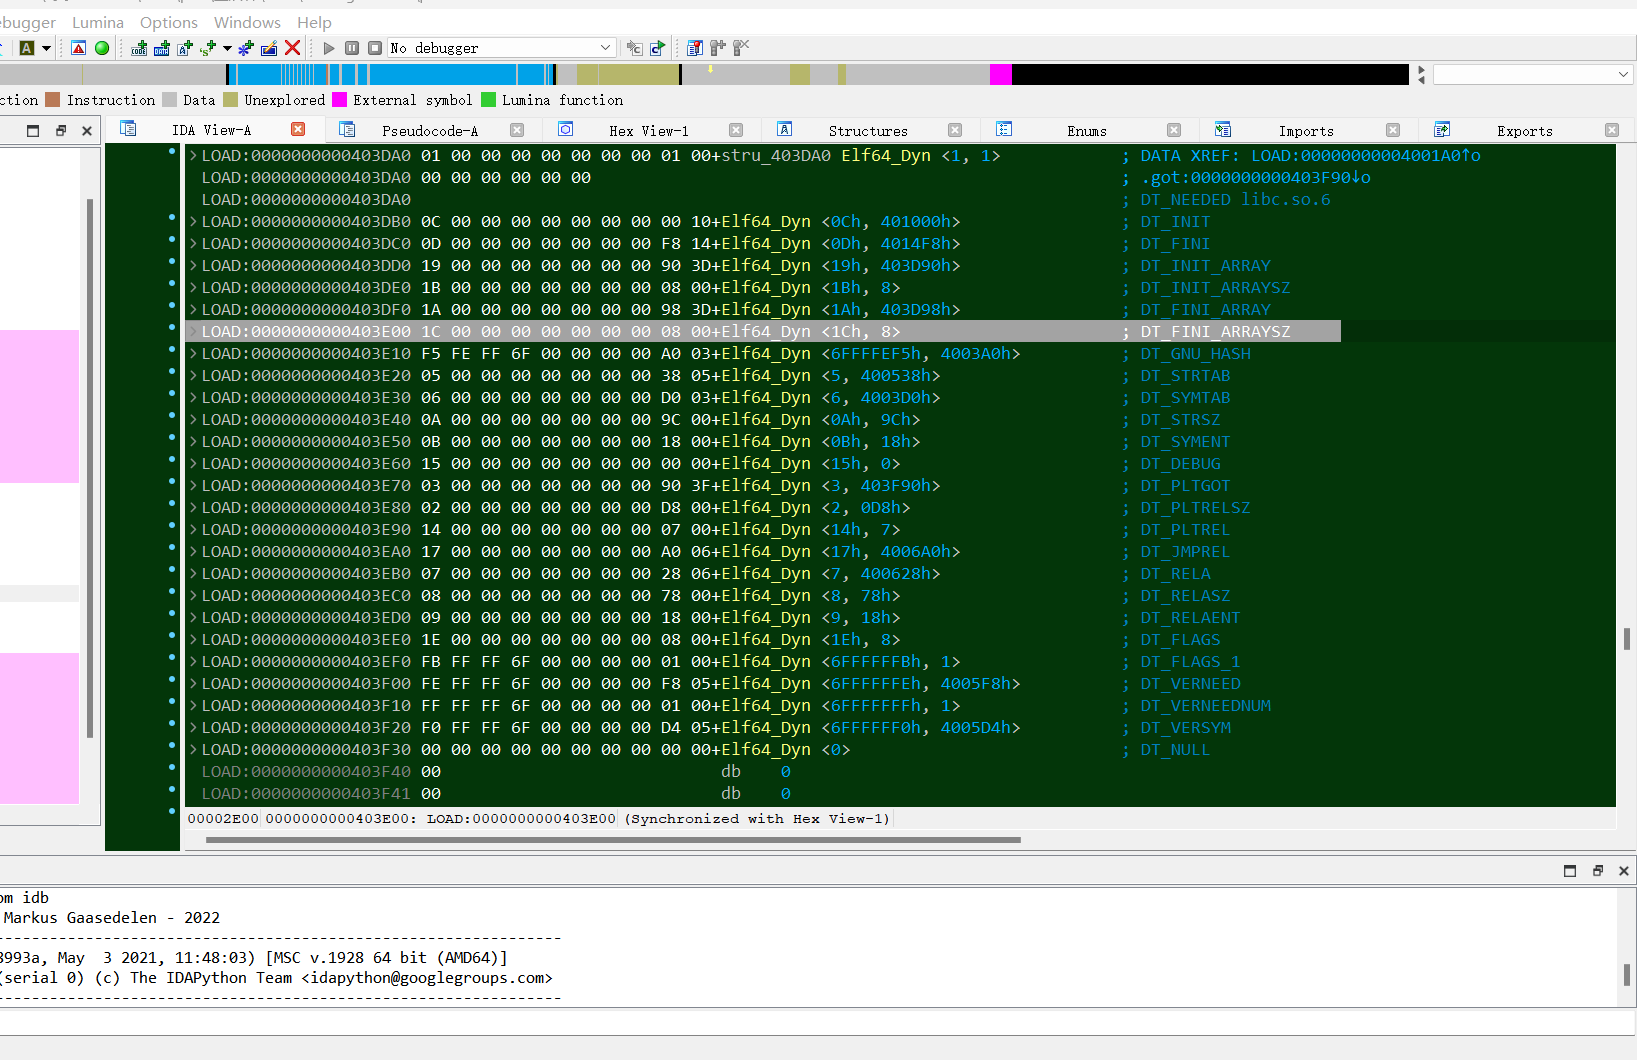 ebugger Lumina Options Windows Help
A No debugger
ction Instruction Data Unexplored External symbol Lumina function
IDA View-A Pseudocode-A Hex View-1 Structures Enums Imports Exports
LOAD:0000000000403DA0 01 00 00 00 00 00 00 00 01 00+stru_403DA0 Elf64_Dyn <1, 1> ; DATA XREF: LOAD:00000000004001A0↑o
LOAD:0000000000403DA0 00 00 00 00 00 00 ; .got:0000000000403F90↓o
LOAD:0000000000403DA0 ; DT_NEEDED libc.so.6
LOAD:0000000000403DB0 0C 00 00 00 00 00 00 00 00 10+Elf64_Dyn <0Ch, 401000h> ; DT_INIT
LOAD:0000000000403DC0 0D 00 00 00 00 00 00 00 F8 14+Elf64_Dyn <0Dh, 4014F8h> ; DT_FINI
LOAD:0000000000403DD0 19 00 00 00 00 00 00 00 90 3D+Elf64_Dyn <19h, 403D90h> ; DT_INIT_ARRAY
LOAD:0000000000403DE0 1B 00 00 00 00 00 00 00 08 00+Elf64_Dyn <1Bh, 8> ; DT_INIT_ARRAYSZ
LOAD:0000000000403DF0 1A 00 00 00 00 00 00 00 98 3D+Elf64_Dyn <1Ah, 403D98h> ; DT_FINI_ARRAY
LOAD:0000000000403E00 1C 00 00 00 00 00 00 00 08 00+Elf64_Dyn <1Ch, 8> ; DT_FINI_ARRAYSZ
LOAD:0000000000403E10 F5 FE FF 6F 00 00 00 00 A0 03+Elf64_Dyn <6FFFFEF5h, 4003A0h> ; DT_GNU_HASH
LOAD:0000000000403E20 05 00 00 00 00 00 00 00 38 05+Elf64_Dyn <5, 400538h> ; DT_STRTAB
LOAD:0000000000403E30 06 00 00 00 00 00 00 00 D0 03+Elf64_Dyn <6, 4003D0h> ; DT_SYMTAB
LOAD:0000000000403E40 0A 00 00 00 00 00 00 00 9C 00+Elf64_Dyn <0Ah, 9Ch> ; DT_STRSZ
LOAD:0000000000403E50 0B 00 00 00 00 00 00 00 18 00+Elf64_Dyn <0Bh, 18h> ; DT_SYMENT
LOAD:0000000000403E60 15 00 00 00 00 00 00 00 00 00+Elf64_Dyn <15h, 0> ; DT_DEBUG
LOAD:0000000000403E70 03 00 00 00 00 00 00 00 90 3F+Elf64_Dyn <3, 403F90h> ; DT_PLTGOT
LOAD:0000000000403E80 02 00 00 00 00 00 00 00 D8 00+Elf64_Dyn <2, 0D8h> ; DT_PLTRELSZ
LOAD:0000000000403E90 14 00 00 00 00 00 00 00 07 00+Elf64_Dyn <14h, 7> ; DT_PLTREL
LOAD:0000000000403EA0 17 00 00 00 00 00 00 00 A0 06+Elf64_Dyn <17h, 4006A0h> ; DT_JMPREL
LOAD:0000000000403EB0 07 00 00 00 00 00 00 00 28 06+Elf64_Dyn <7, 400628h> ; DT_RELA
LOAD:0000000000403EC0 08 00 00 00 00 00 00 00 78 00+Elf64_Dyn <8, 78h> ; DT_RELASZ
LOAD:0000000000403ED0 09 00 00 00 00 00 00 00 18 00+Elf64_Dyn <9, 18h> ; DT_RELAENT
LOAD:0000000000403EE0 1E 00 00 00 00 00 00 00 08 00+Elf64_Dyn <1Eh, 8> ; DT_FLAGS
LOAD:0000000000403EF0 FB FF FF 6F 00 00 00 00 01 00+Elf64_Dyn <6FFFFFFBh, 1> ; DT_FLAGS_1
LOAD:0000000000403F00 FE FF FF 6F 00 00 00 00 F8 05+Elf64_Dyn <6FFFFFFEh, 4005F8h> ; DT_VERNEED
LOAD:0000000000403F10 FF FF FF 6F 00 00 00 00 01 00+Elf64_Dyn <6FFFFFFFh, 1> ; DT_VERNEEDNUM
LOAD:0000000000403F20 F0 FF FF 6F 00 00 00 00 D4 05+Elf64_Dyn <6FFFFFF0h, 4005D4h> ; DT_VERSYM
LOAD:0000000000403F30 00 00 00 00 00 00 00 00 00 00+Elf64_Dyn <0> ; DT_NULL
LOAD:0000000000403F40 00 db 0
LOAD:0000000000403F41 00 db 0
00002E00 0000000000403E00: LOAD:0000000000403E00 (Synchronized with Hex View-1)
om idb
Markus Gaasedelen - 2022
---------------------------------------------------------------
3993a, May 3 2021, 11:48:03) [MSC v.1928 64 bit (AMD64)]
(serial 0) (c) The IDAPython Team <idapython@googlegroups.com>
---------------------------------------------------------------